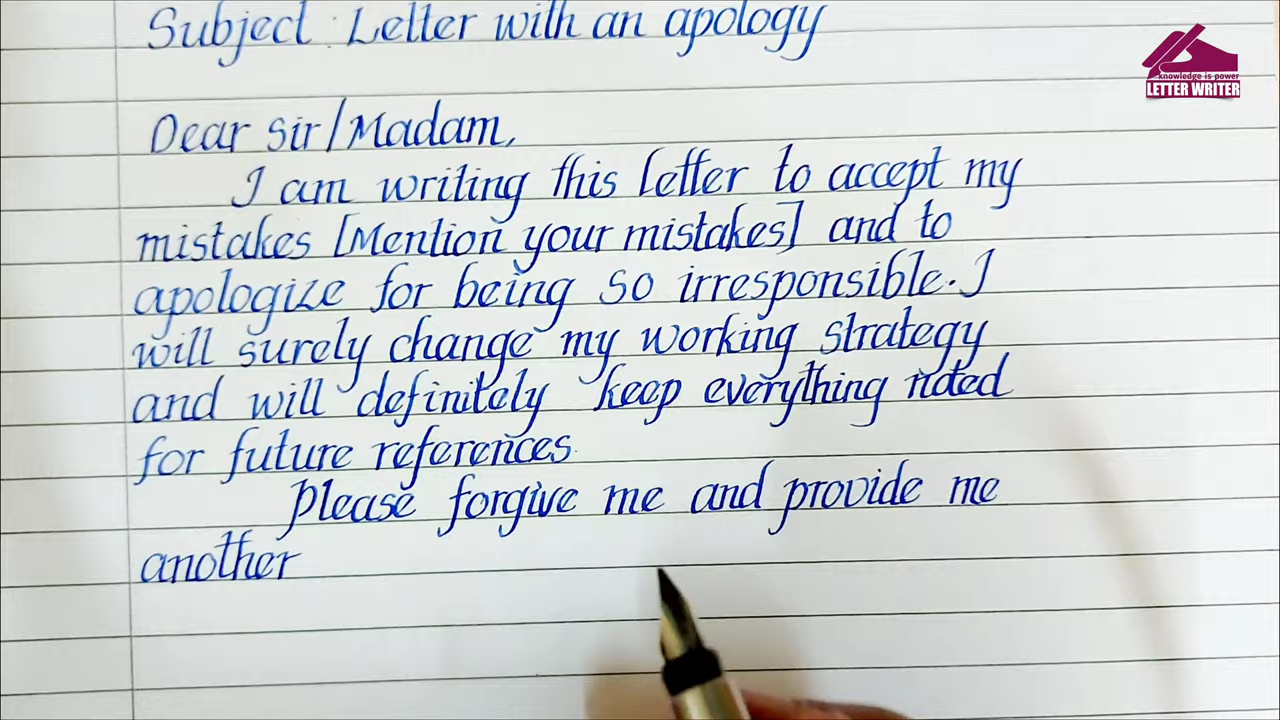 Subject : Letter with an apology
knowledge is power
LETTER WRITER
Dear Sir/Madam,
I am writing this letter to accept my
mistakes [Mention your mistakes] and to
apologize for being so irresponsible. I
will surely change my working strategy
and will definitely keep everything noted
for future references.
Please forgive me and provide me
another